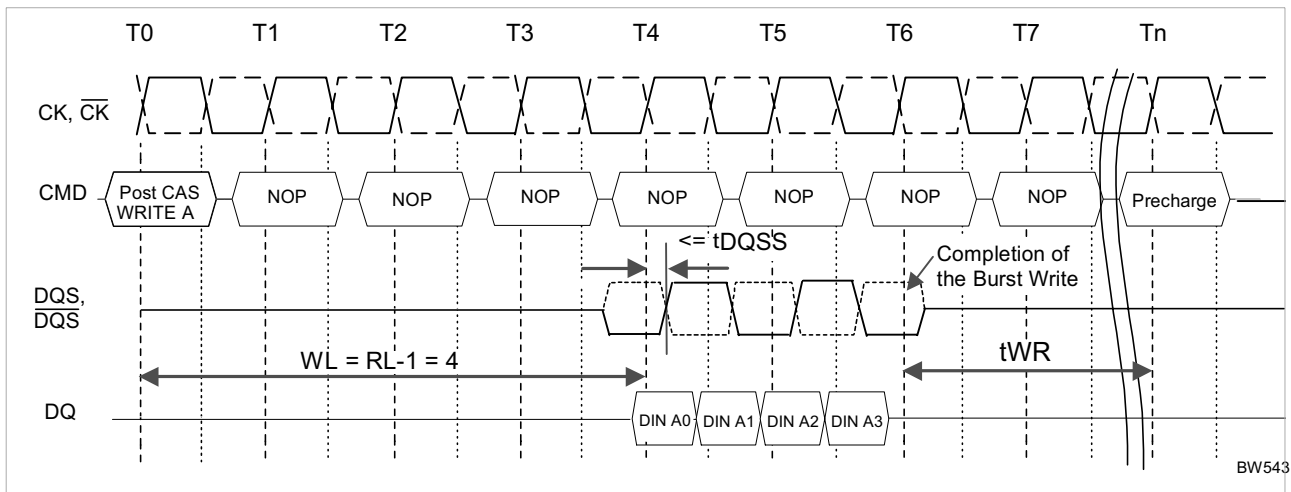 T0 T1 T2 T3 T4 T5 T6 T7 Tn
CK, C̅K̅
CMD
Post CAS
WRITE A
NOP NOP NOP NOP NOP NOP NOP Precharge
<= tDQSS
Completion of
the Burst Write
DQS,
D̅Q̅S̅
WL = RL-1 = 4
tWR
DQ
DIN A0 DIN A1 DIN A2 DIN A3
BW543